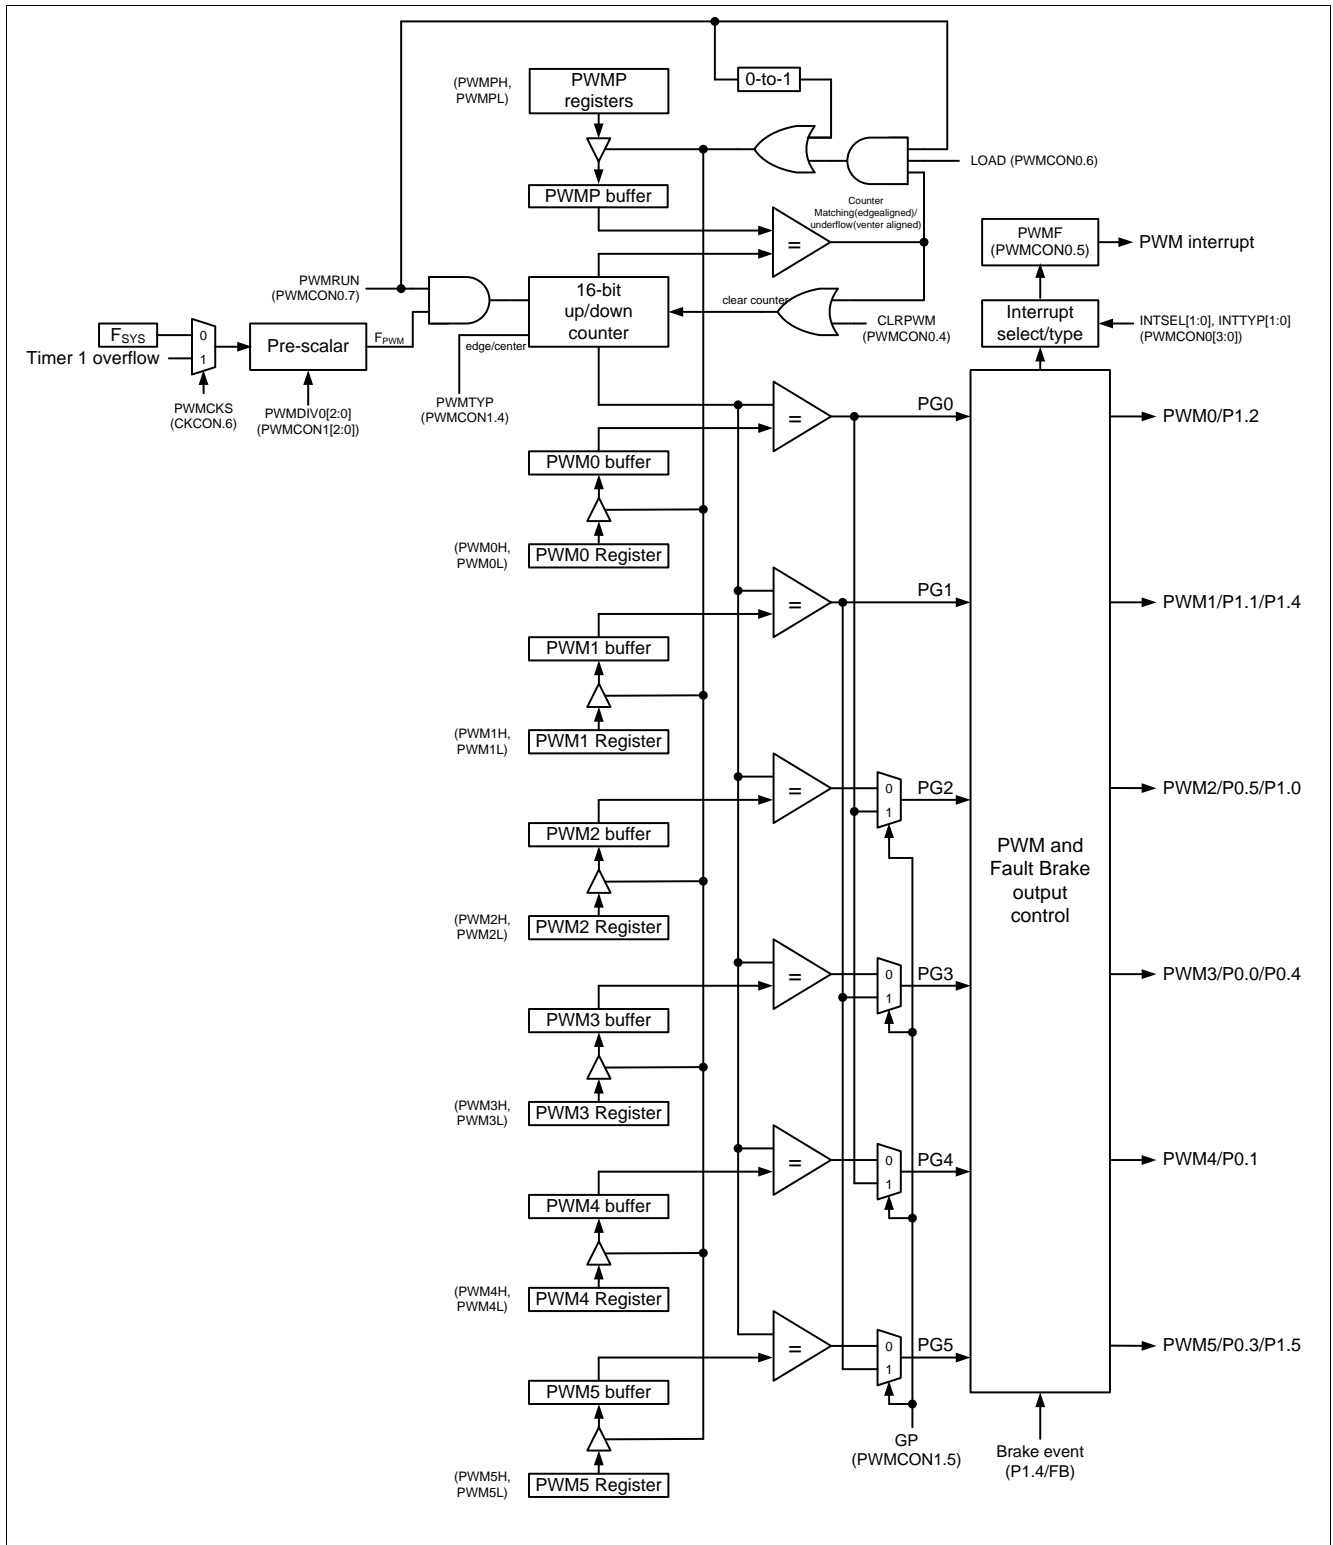 0-to-1
(PWMPH,
PWMPL)
PWMP
registers
LOAD (PWMCON0.6)
PWMP buffer
Counter
Matching(edgealigned)/
underflow(venter aligned)
=
PWMF
(PWMCON0.5)
PWM interrupt
PWMRUN
(PWMCON0.7)
16-bit
up/down
counter
clear counter
CLRPWM
(PWMCON0.4)
Interrupt
select/type
INTSEL[1:0], INTTYP[1:0]
(PWMCON0[3:0])
FSYS
Timer 1 overflow
0
1
Pre-scalar
FPWM
edge/center
PWMCKS
(CKCON.6)
PWMDIV0[2:0]
(PWMCON1[2:0])
PWMTYP
(PWMCON1.4)
=
PG0
PWM0/P1.2
PWM0 buffer
(PWM0H,
PWM0L)
PWM0 Register
=
PG1
PWM1/P1.1/P1.4
PWM1 buffer
(PWM1H,
PWM1L)
PWM1 Register
=
0
1
PG2
PWM2/P0.5/P1.0
PWM2 buffer
(PWM2H,
PWM2L)
PWM2 Register
PWM and
Fault Brake
output
control
=
0
1
PG3
PWM3/P0.0/P0.4
PWM3 buffer
(PWM3H,
PWM3L)
PWM3 Register
=
0
1
PG4
PWM4/P0.1
PWM4 buffer
(PWM4H,
PWM4L)
PWM4 Register
=
0
1
PG5
PWM5/P0.3/P1.5
PWM5 buffer
(PWM5H,
PWM5L)
PWM5 Register
GP
(PWMCON1.5)
Brake event
(P1.4/FB)